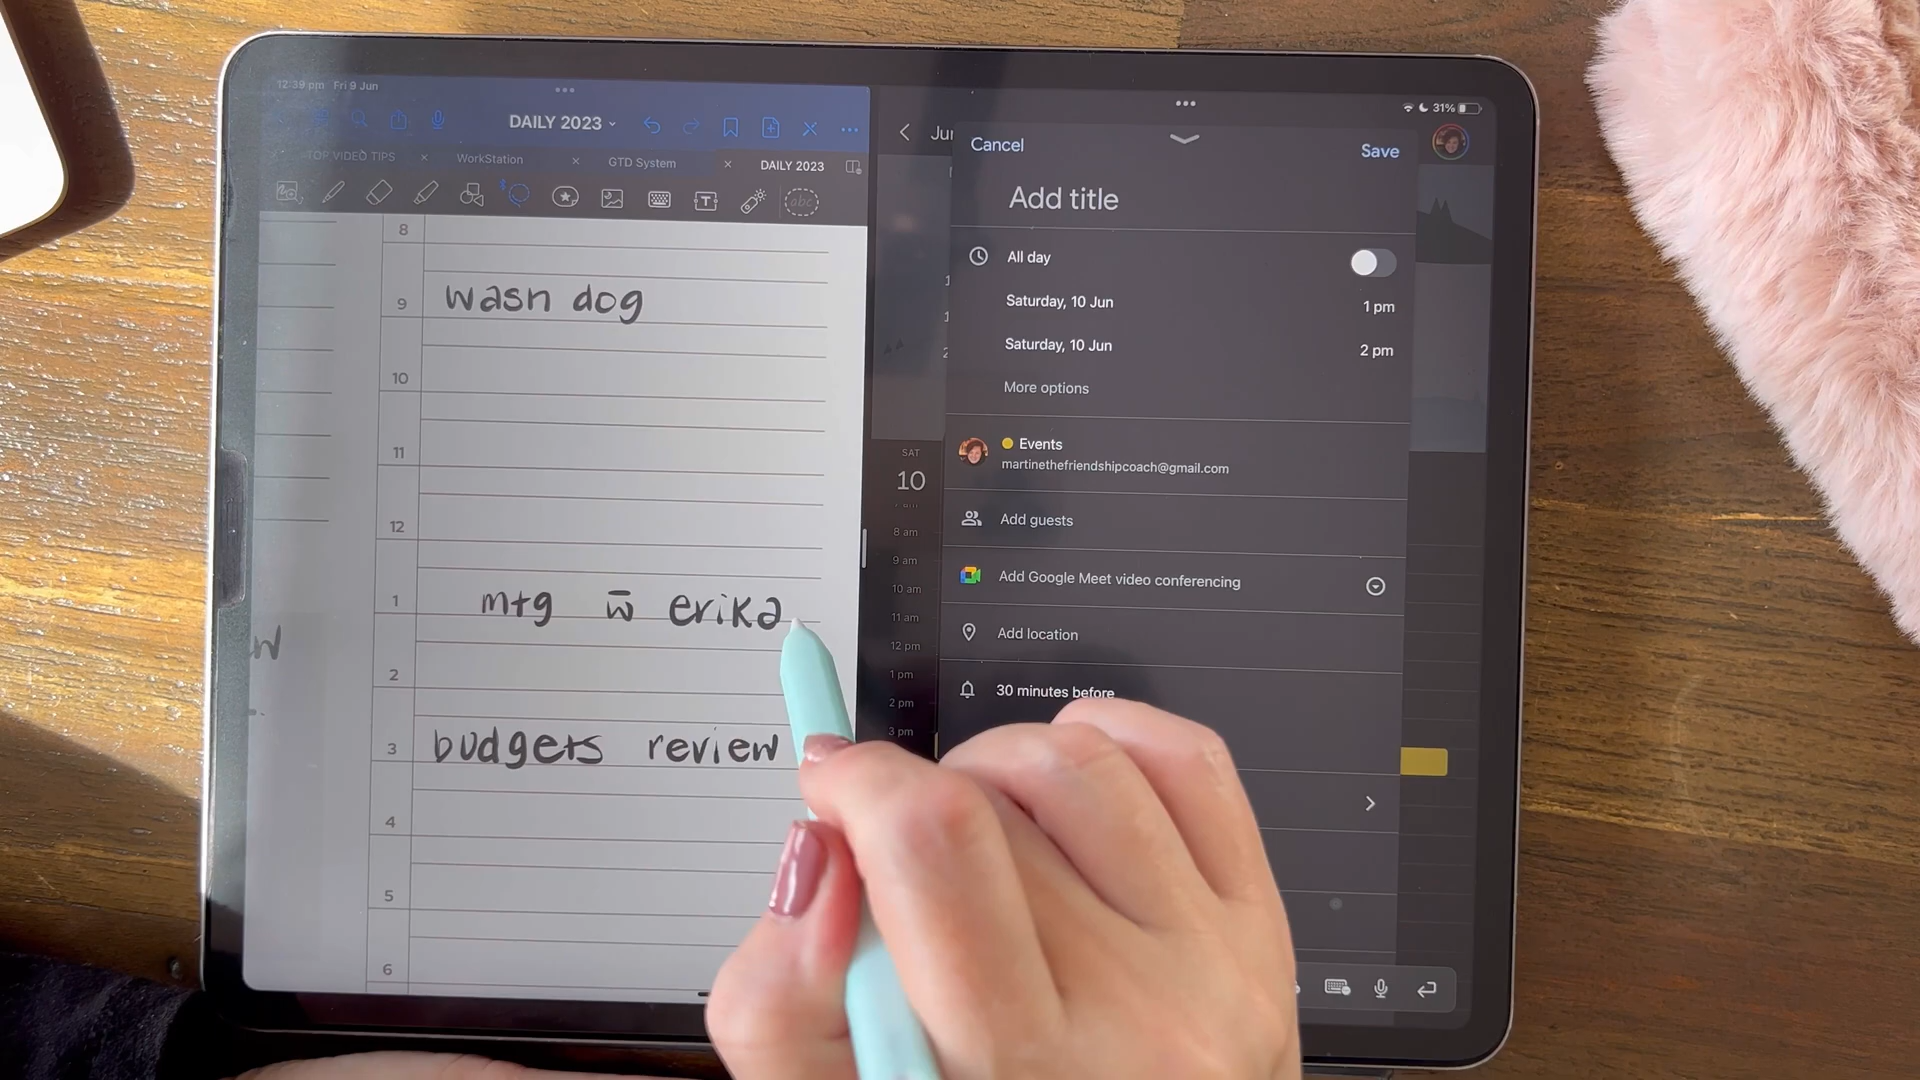 12:39 pm Fri 9 Jun
31%
DAILY 2023
TOP VIDEO TIPS
WorkStation
GTD System
DAILY 2023
abc
8
9 wash dog
10
11
12
1 mtg w̄ erika
2
3 budgets review
4
5
6
w
Cancel
Save
Add title
All day
Saturday, 10 Jun 1 pm
Saturday, 10 Jun 2 pm
More options
Events
martinethefriendshipcoach@gmail.com
Add guests
Add Google Meet video conferencing
Add location
30 minutes before
SAT
10
8 am
9 am
10 am
11 am
12 pm
1 pm
2 pm
3 pm